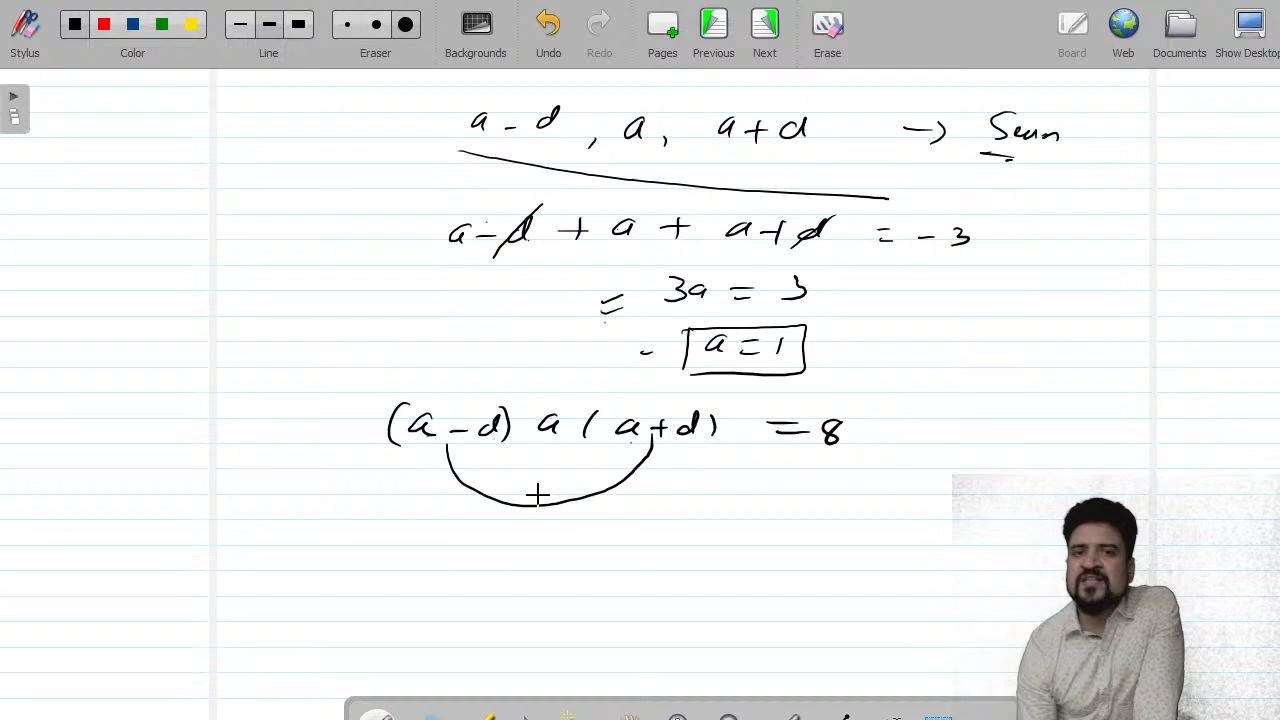 Stylus Color Line Eraser Backgrounds Undo Redo Pages Previous Next Erase Board Web Documents Show Desktop
a - d , a , a + d → Sum
a - d + a + a + d = - 3
= 3a = 3
- a = 1
(a - d) a (a + d) = 8